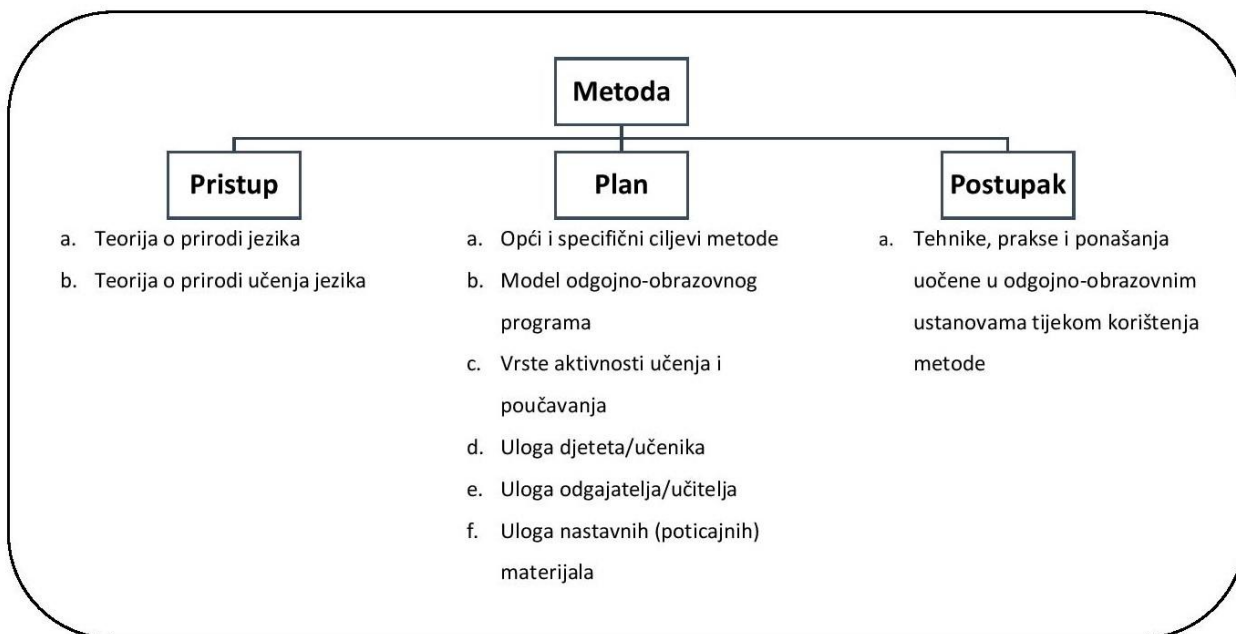 Metoda
Pristup
a. Teorija o prirodi jezika
b. Teorija o prirodi učenja jezika
Plan
a. Opći i specifični ciljevi metode
b. Model odgojno-obrazovnog
programa
c. Vrste aktivnosti učenja i
poučavanja
d. Uloga djeteta/učenika
e. Uloga odgajatelja/učitelja
f. Uloga nastavnih (poticajnih)
materijala
Postupak
a. Tehnike, prakse i ponašanja
uočene u odgojno-obrazovnim
ustanovama tijekom korištenja
metode